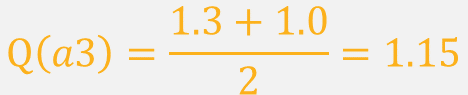 Q(a3) = (1.3 + 1.0)/2 = 1.15